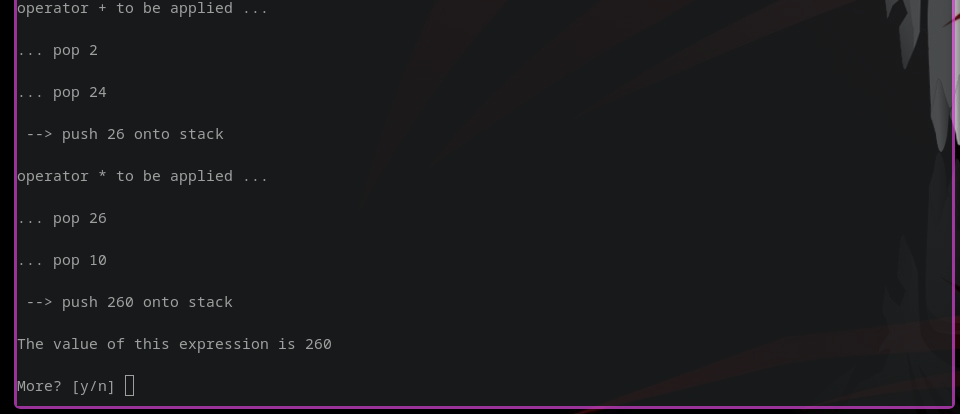 operator + to be applied ...
... pop 2
... pop 24
--> push 26 onto stack
operator * to be applied ...
... pop 26
... pop 10
--> push 260 onto stack
The value of this expression is 260
More? [y/n]